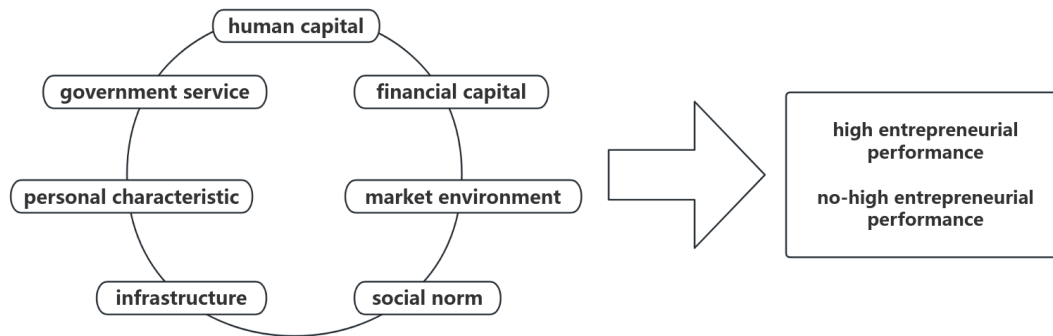 human capital
government service
financial capital
personal characteristic
market environment
infrastructure
social norm
high entrepreneurial
performance
no-high entrepreneurial
performance